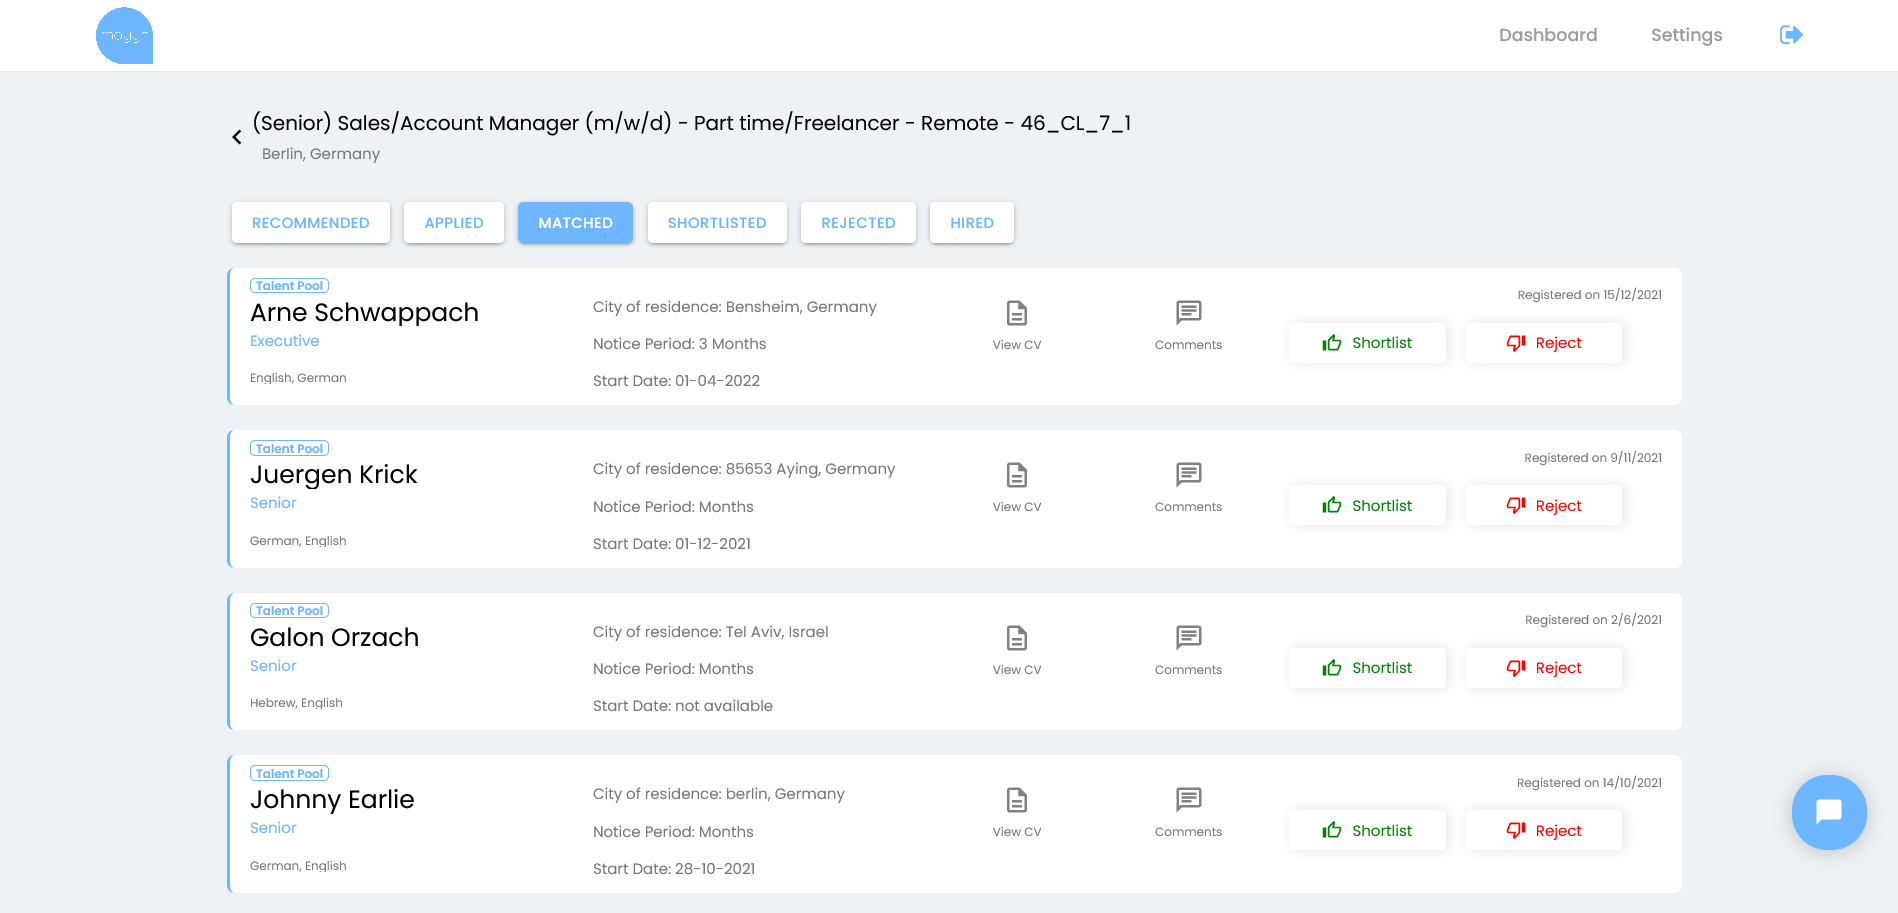 Dashboard
Settings
(Senior) Sales/Account Manager (m/w/d) - Part time/Freelancer - Remote - 46_CL_7_1
Berlin, Germany
RECOMMENDED
APPLIED
MATCHED
SHORTLISTED
REJECTED
HIRED
Talent Pool
Arne Schwappach
Executive
English, German
City of residence: Bensheim, Germany
Notice Period: 3 Months
Start Date: 01-04-2022
View CV
Comments
Registered on 15/12/2021
Shortlist
Reject
Talent Pool
Juergen Krick
Senior
German, English
City of residence: 85653 Aying, Germany
Notice Period: Months
Start Date: 01-12-2021
View CV
Comments
Registered on 9/11/2021
Shortlist
Reject
Talent Pool
Galon Orzach
Senior
Hebrew, English
City of residence: Tel Aviv, Israel
Notice Period: Months
Start Date: not available
View CV
Comments
Registered on 2/6/2021
Shortlist
Reject
Talent Pool
Johnny Earlie
Senior
German, English
City of residence: berlin, Germany
Notice Period: Months
Start Date: 28-10-2021
View CV
Comments
Registered on 14/10/2021
Shortlist
Reject